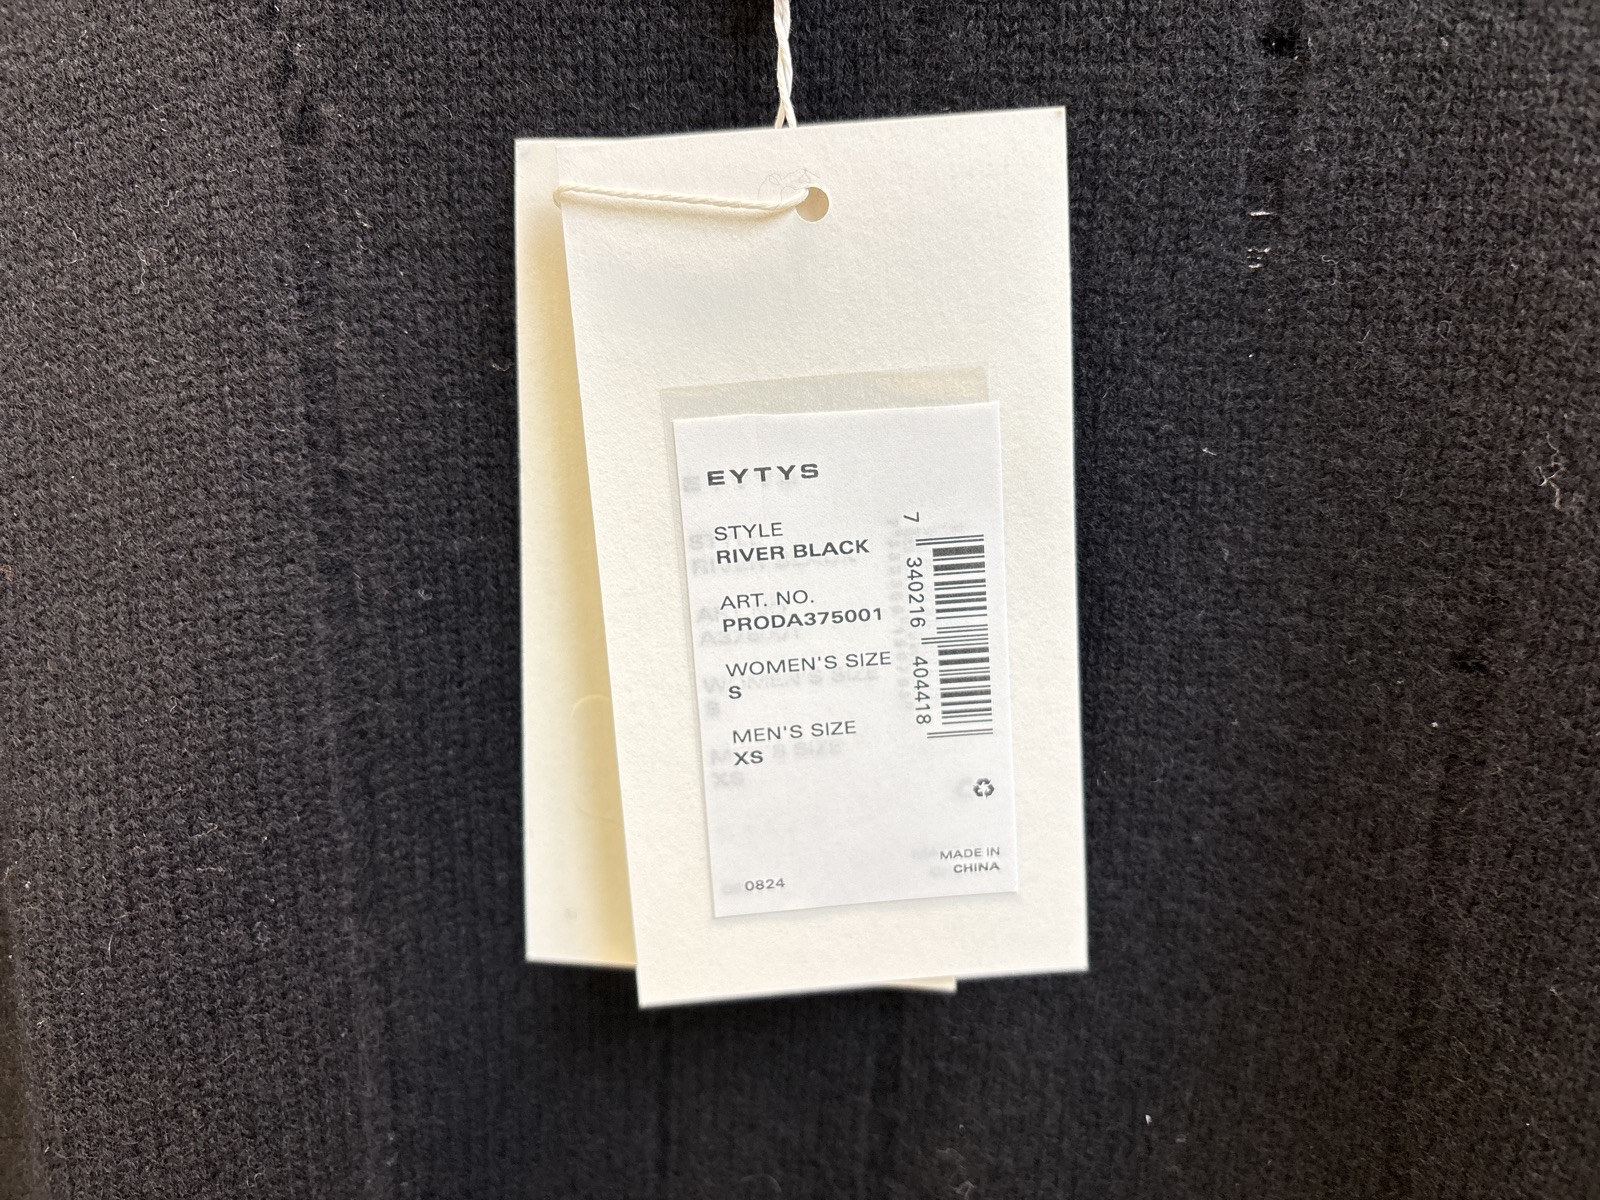 EYTYS
STYLE
RIVER BLACK
ART. NO.
PRODA375001
WOMEN'S SIZE
S
MEN'S SIZE
XS
7 340216 404418
0824
MADE IN
CHINA